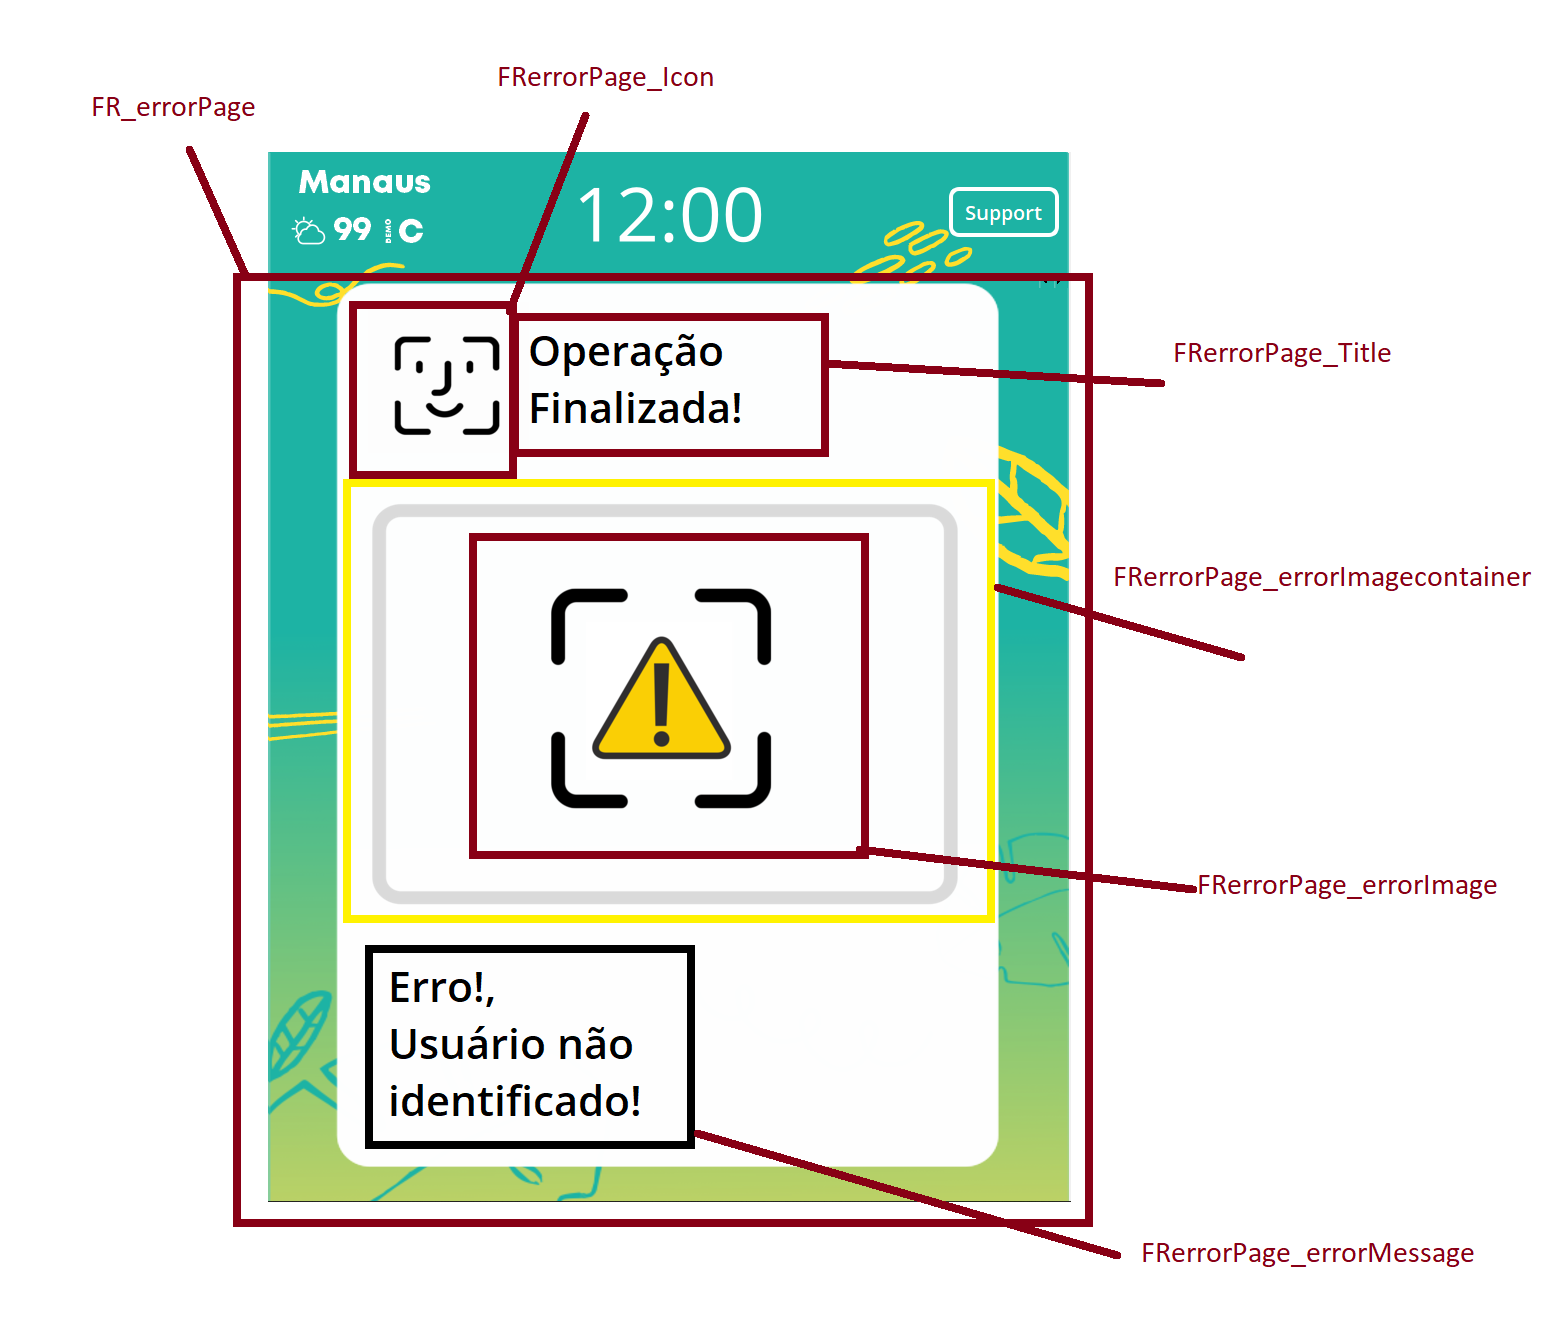 FRerrorPage_Icon
FR_errorPage
Manaus
99 DEMO C
12:00
Support
Operação
Finalizada!
FRerrorPage_Title
FRerrorPage_errorImagecontainer
FRerrorPage_errorImage
Erro!,
Usuário não
identificado!
FRerrorPage_errorMessage